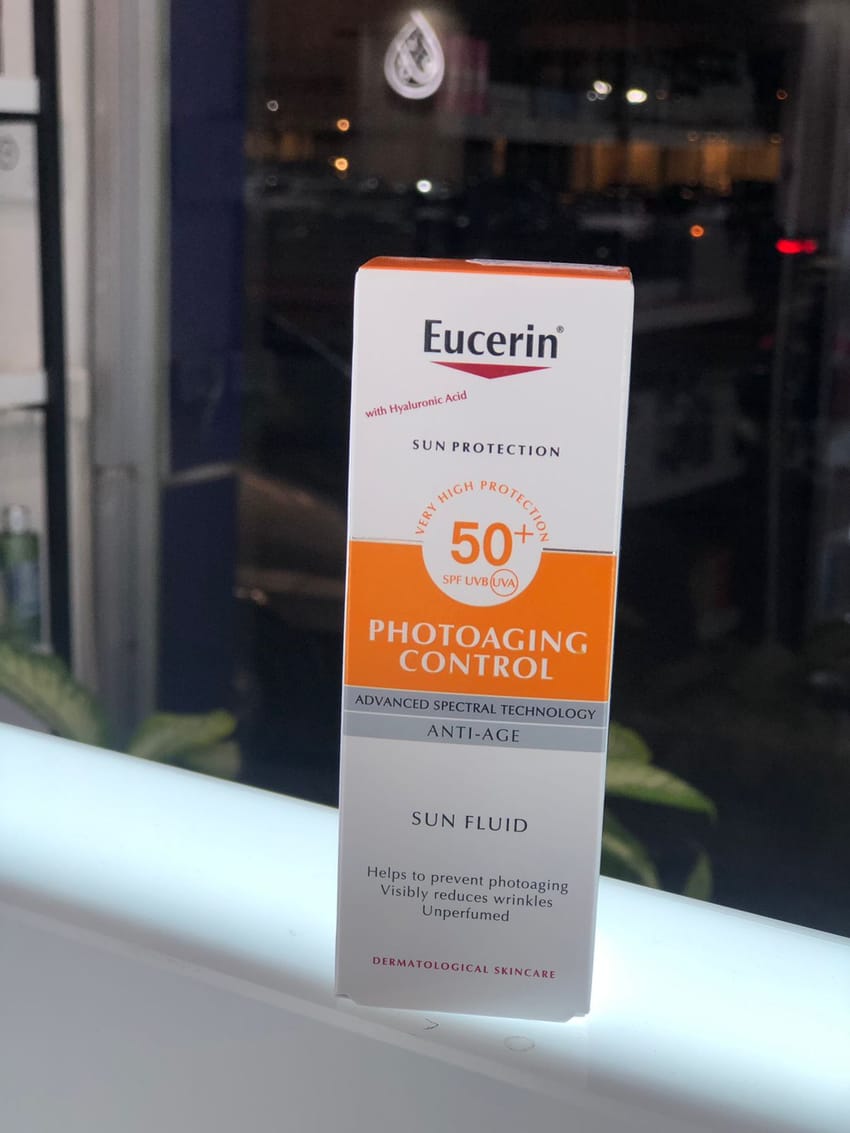 Eucerin®
with Hyaluronic Acid
SUN PROTECTION
VERY HIGH PROTECTION
50+
SPF UVB UVA
PHOTOAGING
CONTROL
ADVANCED SPECTRAL TECHNOLOGY
ANTI-AGE
SUN FLUID
Helps to prevent photoaging
Visibly reduces wrinkles
Unperfumed
DERMATOLOGICAL SKINCARE